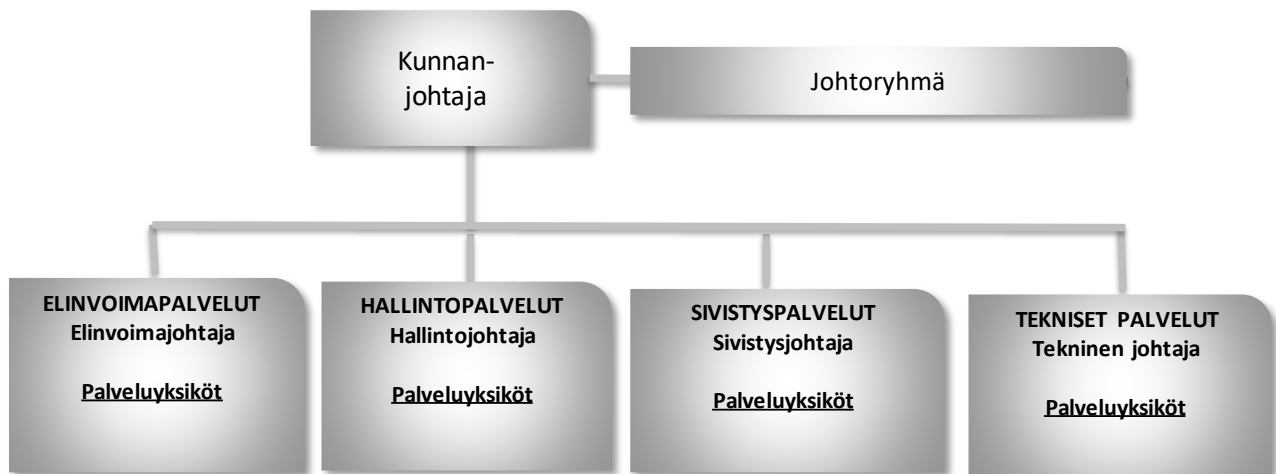 Kunnan-
johtaja
Johtoryhmä
ELINVOIMAPALVELUT
Elinvoimajohtaja
Palveluyksiköt
HALLINTOPALVELUT
Hallintojohtaja
Palveluyksiköt
SIVISTYSPALVELUT
Sivistysjohtaja
Palveluyksiköt
TEKNISET PALVELUT
Tekninen johtaja
Palveluyksiköt